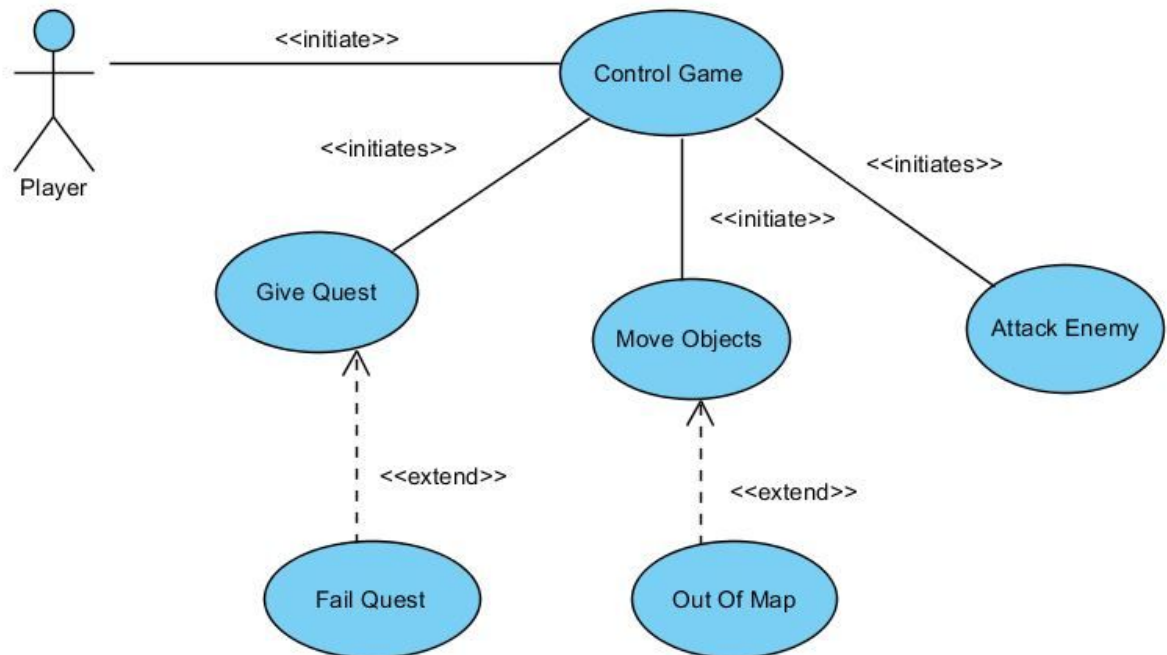 <<initiate>>
Control Game
Player
<<initiates>>
<<initiates>>
<<initiate>>
Give Quest
Move Objects
Attack Enemy
<<extend>>
<<extend>>
Fail Quest
Out Of Map